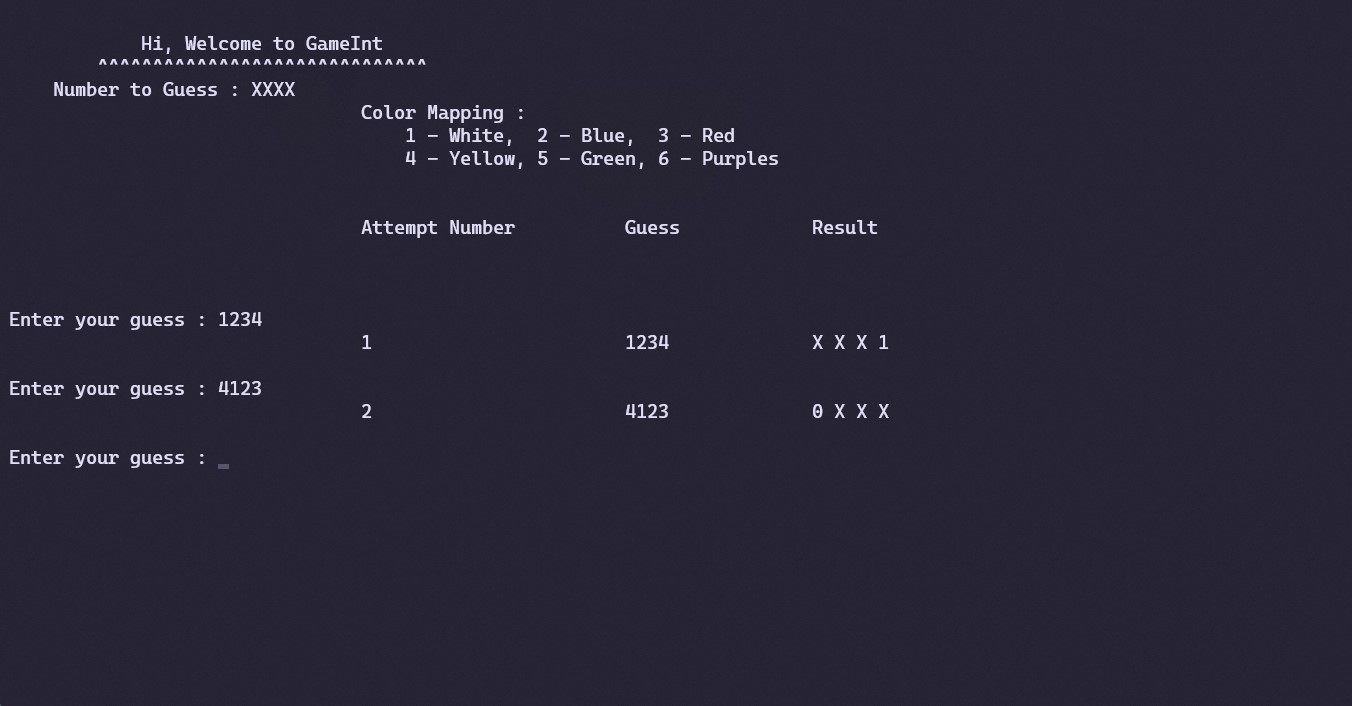 Hi, Welcome to GameInt
^^^^^^^^^^^^^^^^^^^^^^^^^^^^^^
Number to Guess : XXXX
Color Mapping :
1 – White, 2 – Blue, 3 – Red
4 – Yellow, 5 – Green, 6 – Purples
Attempt Number Guess Result
Enter your guess : 1234
1 1234 X X X 1
Enter your guess : 4123
2 4123 0 X X X
Enter your guess : _